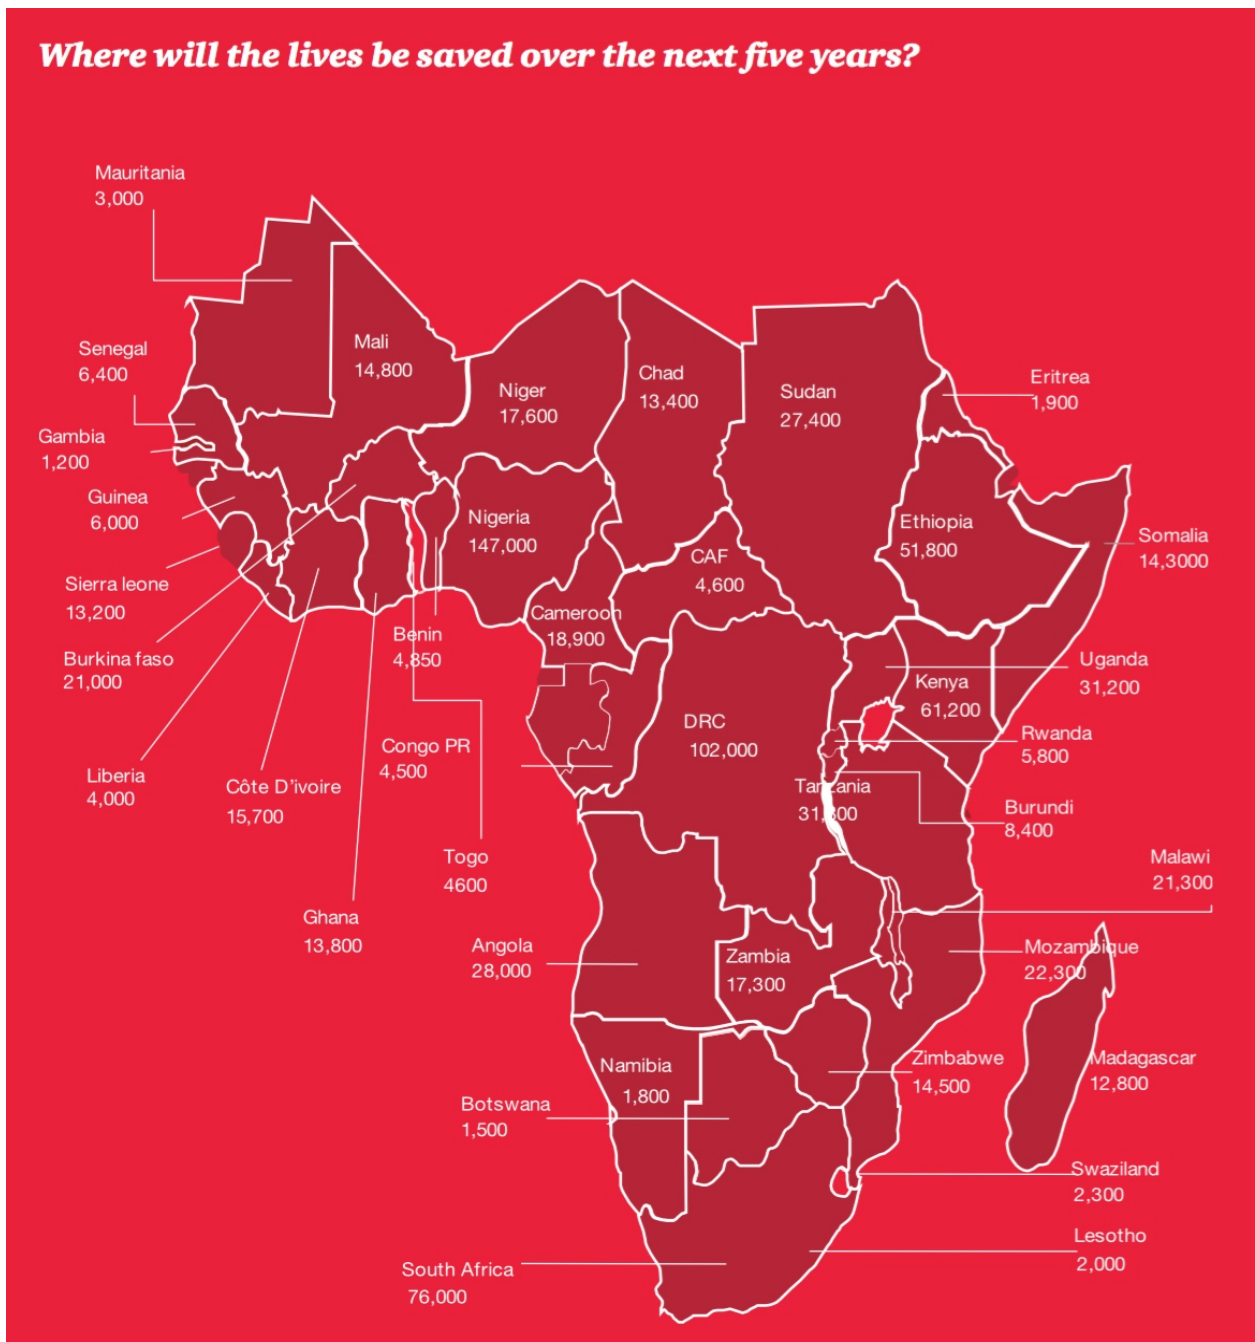 Where will the lives be saved over the next five years?
Mauritania
3,000
Mali
14,800
Senegal
6,400
Niger
17,600
Chad
13,400
Sudan
27,400
Eritrea
1,900
Gambia
1,200
Guinea
6,000
Nigeria
147,000
Ethiopia
51,800
Somalia
14,3000
CAF
4,600
Sierra leone
13,200
Cameroon
18,900
Benin
4,850
Burkina faso
21,000
Uganda
31,200
Kenya
61,200
DRC
102,000
Rwanda
5,800
Congo PR
4,500
Liberia
4,000
Côte D'ivoire
15,700
Tanzania
Burundi
8,400
Togo
4600
Malawi
21,300
Ghana
13,800
Angola
28,000
Zambia
17,300
Mozambique
22,300
Namibia
1,800
Zimbabwe
14,500
Madagascar
12,800
Botswana
1,500
Swaziland
2,300
Lesotho
2,000
South Africa
76,000